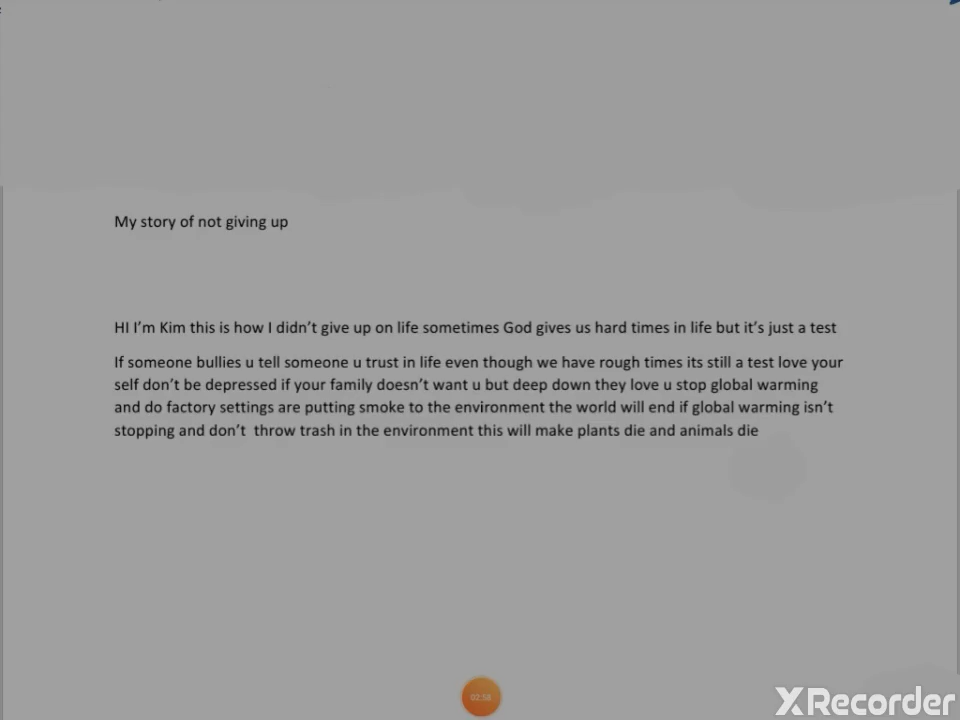 My story of not giving up
HI I'm Kim this is how I didn't give up on life sometimes God gives us hard times in life but it's just a test
If someone bullies u tell someone u trust in life even though we have rough times its still a test love your
self don't be depressed if your family doesn't want u but deep down they love u stop global warming
and do factory settings are putting smoke to the environment the world will end if global warming isn't
stopping and don't  throw trash in the environment this will make plants die and animals die
02:58
XRecorder